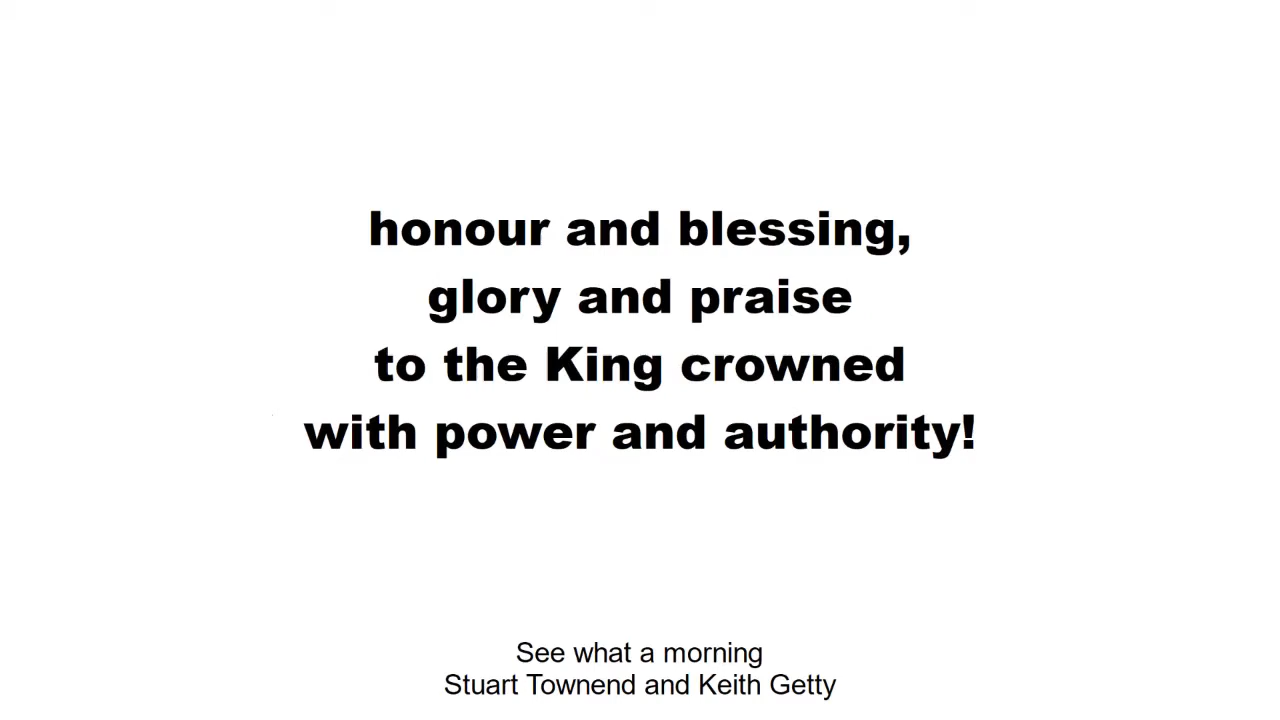 honour and blessing,
glory and praise
to the King crowned
with power and authority!
See what a morning
Stuart Townend and Keith Getty